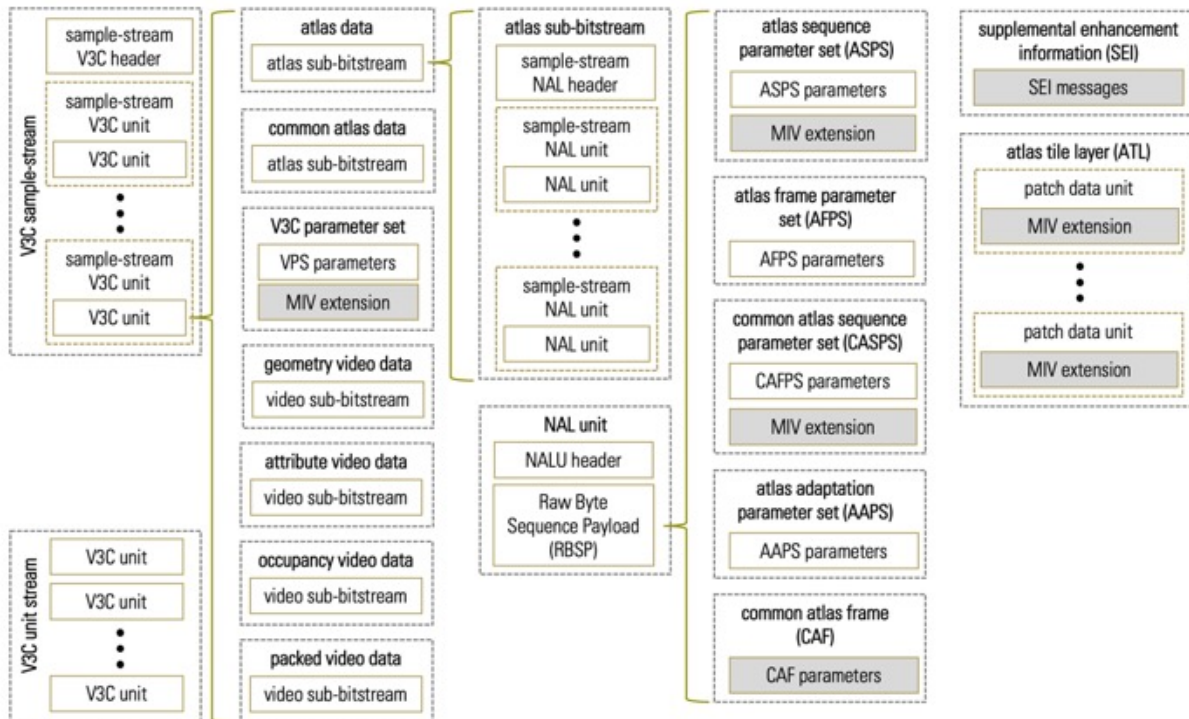 V3C sample-stream
sample-stream
V3C header
sample-stream
V3C unit
V3C unit
sample-stream
V3C unit
V3C unit
V3C unit stream
V3C unit
V3C unit
V3C unit
atlas data
atlas sub-bitstream
common atlas data
atlas sub-bitstream
V3C parameter set
VPS parameters
MIV extension
geometry video data
video sub-bitstream
attribute video data
video sub-bitstream
occupancy video data
video sub-bitstream
packed video data
video sub-bitstream
atlas sub-bitstream
sample-stream
NAL header
sample-stream
NAL unit
NAL unit
sample-stream
NAL unit
NAL unit
NAL unit
NALU header
Raw Byte
Sequence Payload
(RBSP)
atlas sequence
parameter set (ASPS)
ASPS parameters
MIV extension
atlas frame parameter
set (AFPS)
AFPS parameters
common atlas sequence
parameter set (CASPS)
CAFPS parameters
MIV extension
atlas adaptation
parameter set (AAPS)
AAPS parameters
common atlas frame
(CAF)
CAF parameters
supplemental enhancement
information (SEI)
SEI messages
atlas tile layer (ATL)
patch data unit
MIV extension
patch data unit
MIV extension